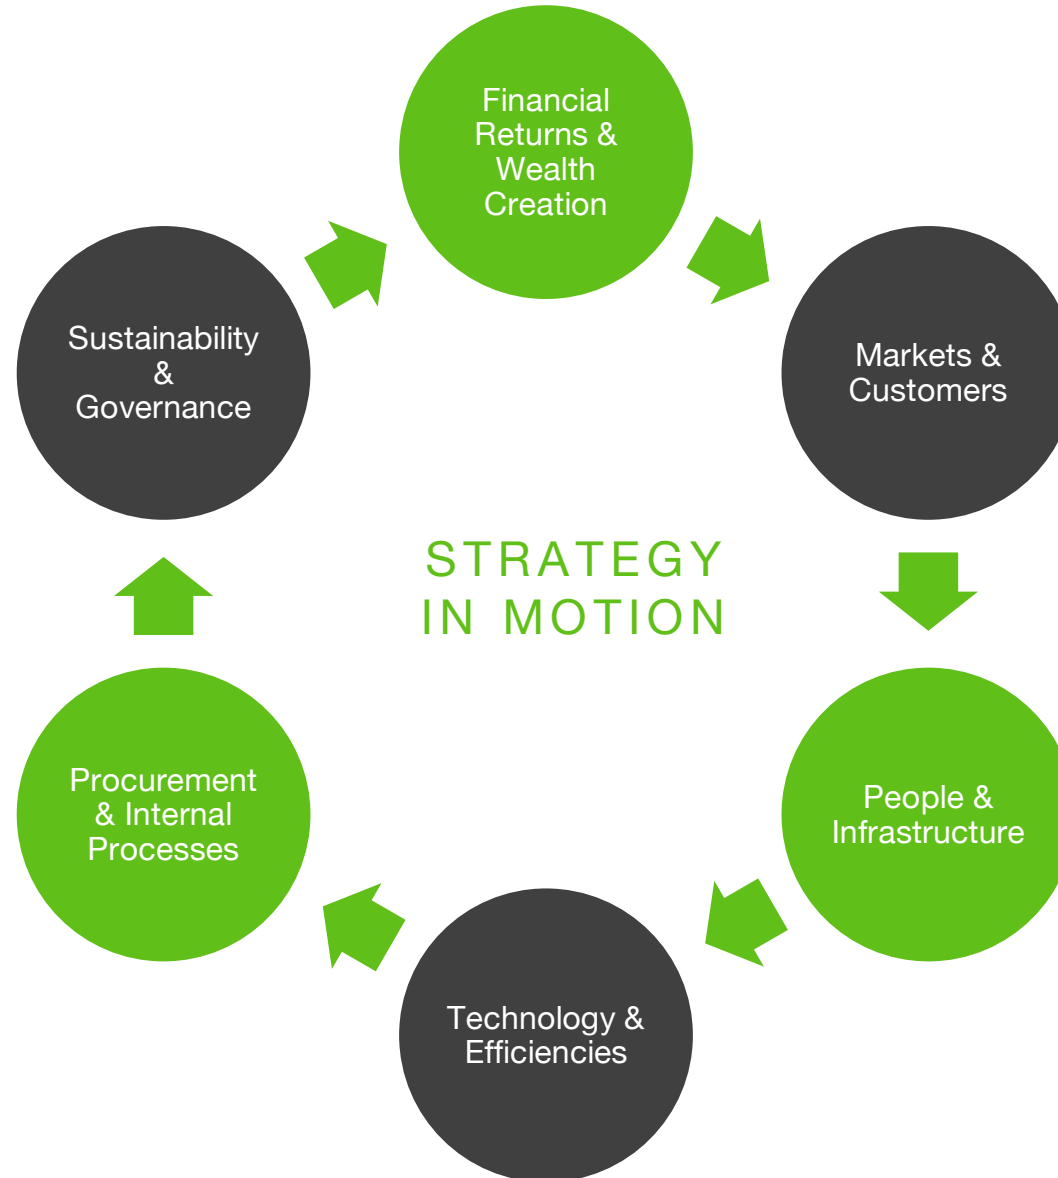 Financial
Returns &
Wealth
Creation
Markets &
Customers
People &
Infrastructure
Technology &
Efficiencies
Procurement
& Internal
Processes
Sustainability
&
Governance
STRATEGY
IN MOTION